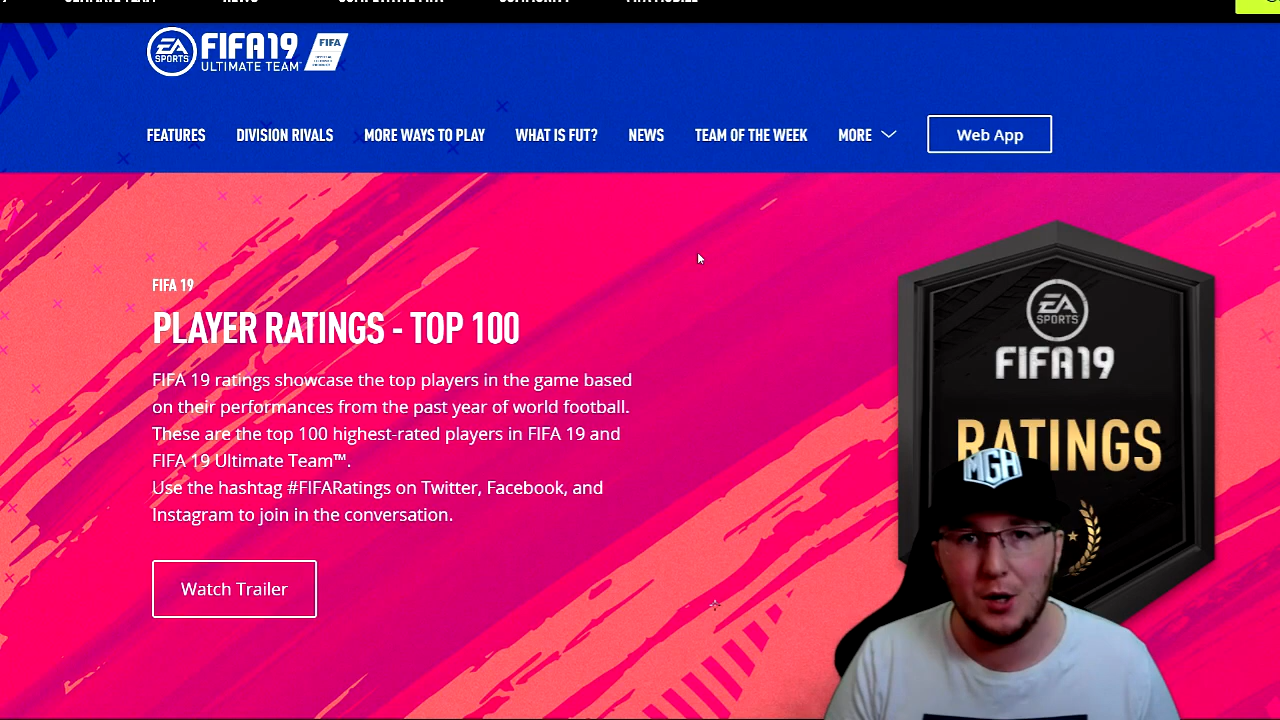 EA SPORTS FIFA19 ULTIMATE TEAM FIFA
FEATURES DIVISION RIVALS MORE WAYS TO PLAY WHAT IS FUT? NEWS TEAM OF THE WEEK MORE Web App
FIFA 19
PLAYER RATINGS - TOP 100
FIFA 19 ratings showcase the top players in the game based
on their performances from the past year of world football.
These are the top 100 highest-rated players in FIFA 19 and
FIFA 19 Ultimate Team™.
Use the hashtag #FIFARatings on Twitter, Facebook, and
Instagram to join in the conversation.
Watch Trailer
EA SPORTS
FIFA19
RATINGS
MGH